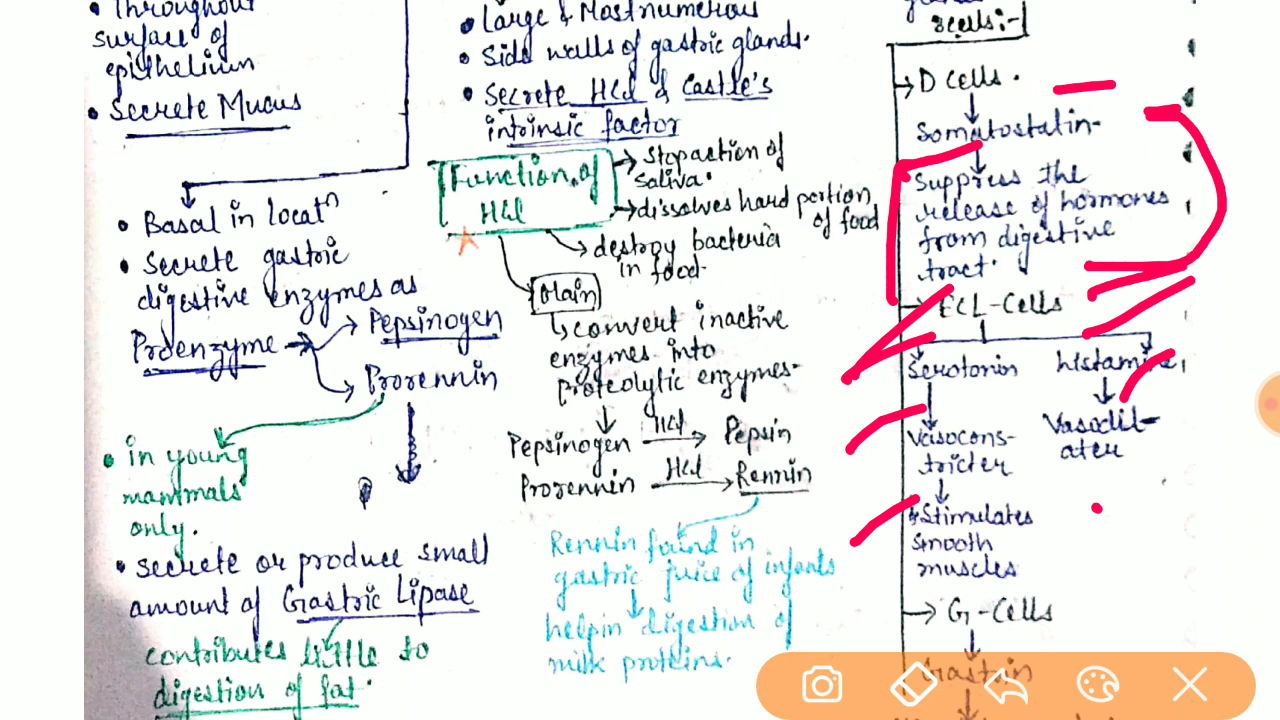 • Throughout
surface of
epithelium
• Secrete Mucus
• Basal in locatn
• Secrete gastric
digestive enzymes as
Proenzyme → Pepsinogen
→ Prorennin
• in young
mammals
only.
• secrete or produce small
amount of Gastric Lipase
contributes little to
digestion of fat.
• Large & Most numerous
• Side walls of gastric glands.
• Secrete HCl & Castle's
intrinsic factor
Function of
HCl
→ Stop action of
saliva.
→ dissolves hard portion
of food
→ destroy bacteria
in food.
Main
↳ convert inactive
enzymes into
Proteolytic enzymes.
Pepsinogen HCl → Pepsin
Prorennin HCl → Rennin
Rennin found in
gastric juice of infants
help in digestion of
milk proteins.
cells:-
→ D cells.
Somatostatin-
Suppress the
release of hormones
from digestive
tract.
→ ECL-Cells
Serotonin
Vasocons-
tricter
& Stimulates
Smooth
muscles
histamine
Vasodil-
ater
→ G-Cells
Gastrin